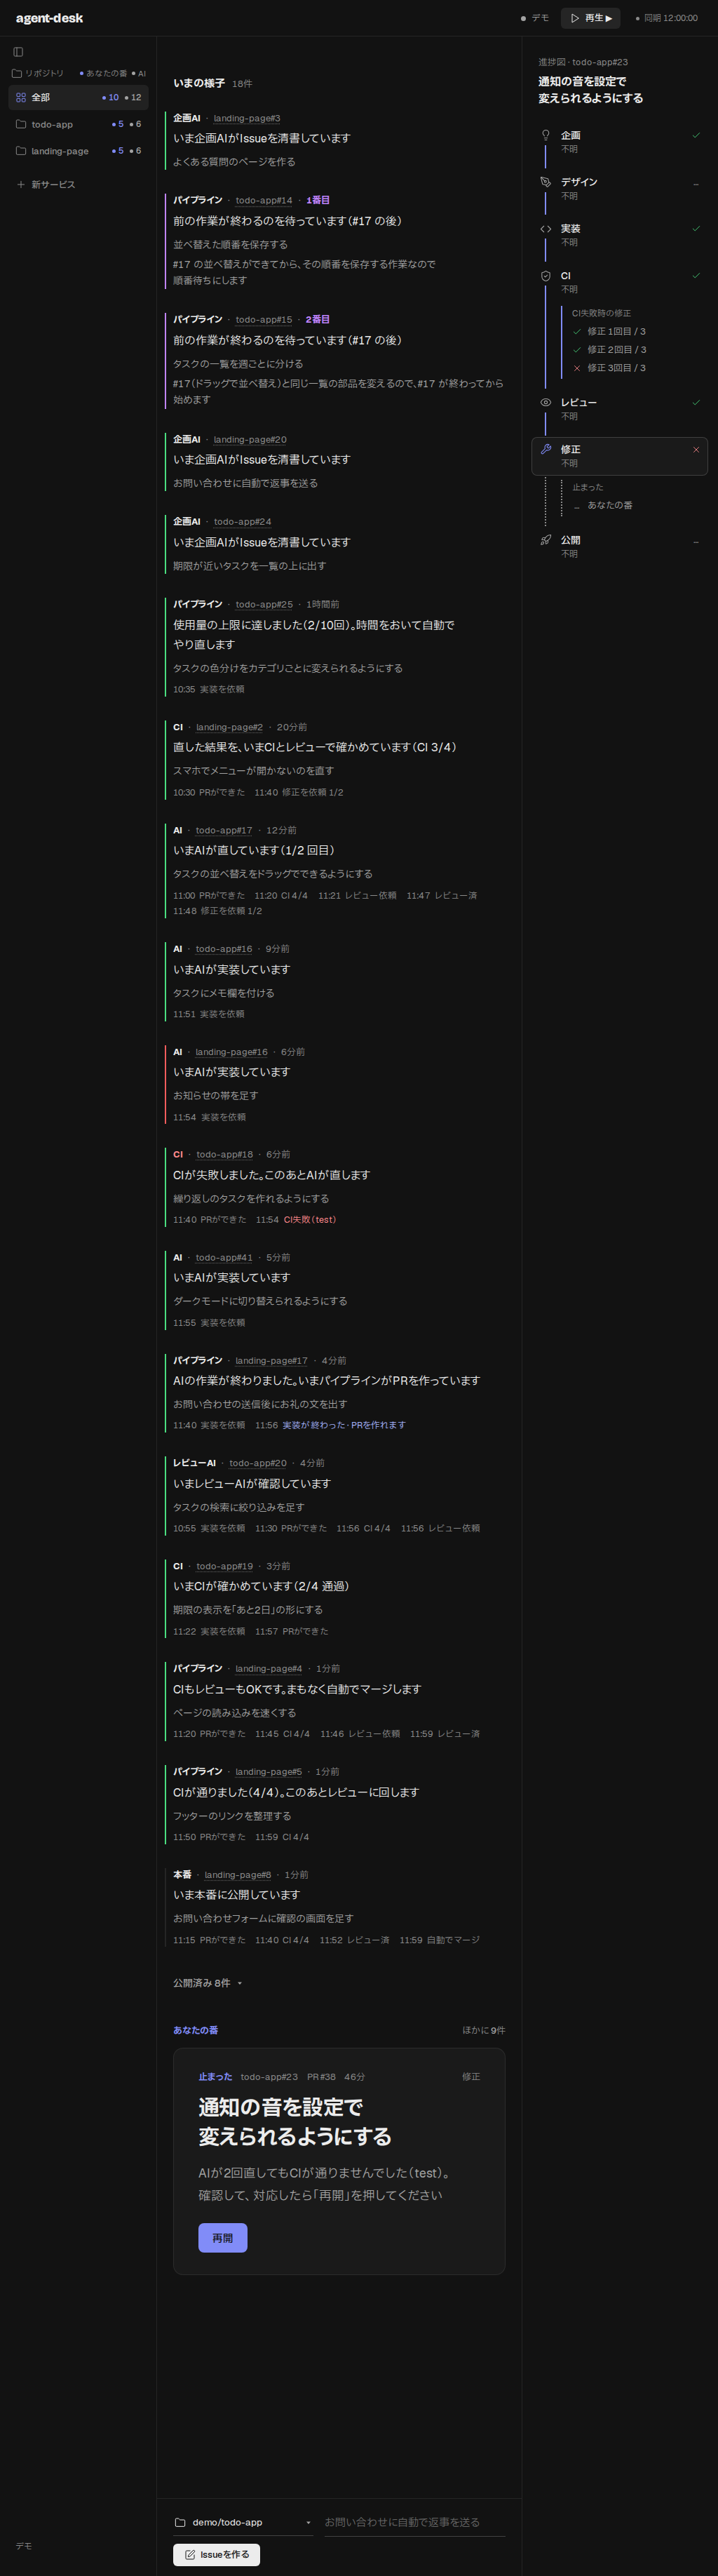 agent-desk
デモ
再生 ▶
同期 12:00:00
リポジトリ
あなたの番 AI
全部
10 12
todo-app
5 6
landing-page
5 6
新サービス
デモ
いまの様子 18件
企画AI · landing-page#3
いま企画AIがIssueを清書しています
よくある質問のページを作る
パイプライン · todo-app#14 · 1番目
前の作業が終わるのを待っています(#17 の後)
並べ替えた順番を保存する
#17 の並べ替えができてから、その順番を保存する作業なので
順番待ちにします
パイプライン · todo-app#15 · 2番目
前の作業が終わるのを待っています(#17 の後)
タスクの一覧を週ごとに分ける
#17(ドラッグで並べ替え)と同じ一覧の部品を変えるので、#17 が終わってから
始めます
企画AI · landing-page#20
いま企画AIがIssueを清書しています
お問い合わせに自動で返事を送る
企画AI · todo-app#24
いま企画AIがIssueを清書しています
期限が近いタスクを一覧の上に出す
パイプライン · todo-app#25 · 1時間前
使用量の上限に達しました(2/10回)。時間をおいて自動で
やり直します
タスクの色分けをカテゴリごとに変えられるようにする
10:35 実装を依頼
CI · landing-page#2 · 20分前
直した結果を、いまCIとレビューで確かめています(CI 3/4)
スマホでメニューが開かないのを直す
10:30 PRができた 11:40 修正を依頼 1/2
AI · todo-app#17 · 12分前
いまAIが直しています(1/2 回目)
タスクの並べ替えをドラッグでできるようにする
11:00 PRができた 11:20 CI 4/4 11:21 レビュー依頼 11:47 レビュー済
11:48 修正を依頼 1/2
AI · todo-app#16 · 9分前
いまAIが実装しています
タスクにメモ欄を付ける
11:51 実装を依頼
AI · landing-page#16 · 6分前
いまAIが実装しています
お知らせの帯を足す
11:54 実装を依頼
CI · todo-app#18 · 6分前
CIが失敗しました。このあとAIが直します
繰り返しのタスクを作れるようにする
11:40 PRができた 11:54 CI失敗(test)
AI · todo-app#41 · 5分前
いまAIが実装しています
ダークモードに切り替えられるようにする
11:55 実装を依頼
パイプライン · landing-page#17 · 4分前
AIの作業が終わりました。いまパイプラインがPRを作っています
お問い合わせの送信後にお礼の文を出す
11:40 実装を依頼 11:56 実装が終わった・PRを作れます
レビューAI · todo-app#20 · 4分前
いまレビューAIが確認しています
タスクの検索に絞り込みを足す
10:55 実装を依頼 11:30 PRができた 11:56 CI 4/4 11:56 レビュー依頼
CI · todo-app#19 · 3分前
いまCIが確かめています(2/4 通過)
期限の表示を「あと2日」の形にする
11:22 実装を依頼 11:57 PRができた
パイプライン · landing-page#4 · 1分前
CIもレビューもOKです。まもなく自動でマージします
ページの読み込みを速くする
11:20 PRができた 11:45 CI 4/4 11:46 レビュー依頼 11:59 レビュー済
パイプライン · landing-page#5 · 1分前
CIが通りました(4/4)。このあとレビューに回します
フッターのリンクを整理する
11:50 PRができた 11:59 CI 4/4
本番 · landing-page#8 · 1分前
いま本番に公開しています
お問い合わせフォームに確認の画面を足す
11:15 PRができた 11:40 CI 4/4 11:52 レビュー済 11:59 自動でマージ
公開済み 8件
あなたの番 ほかに 9件
止まった todo-app#23 PR #38 46分 修正
通知の音を設定で
変えられるようにする
AIが2回直してもCIが通りませんでした(test)。
確認して、対応したら「再開」を押してください
再開
demo/todo-app お問い合わせに自動で返事を送る
Issueを作る
進捗図 · todo-app#23
通知の音を設定で
変えられるようにする
企画
不明
デザイン
不明
実装
不明
CI
不明
CI失敗時の修正
修正 1回目 / 3
修正 2回目 / 3
修正 3回目 / 3
レビュー
不明
修正
不明
止まった
あなたの番
公開
不明